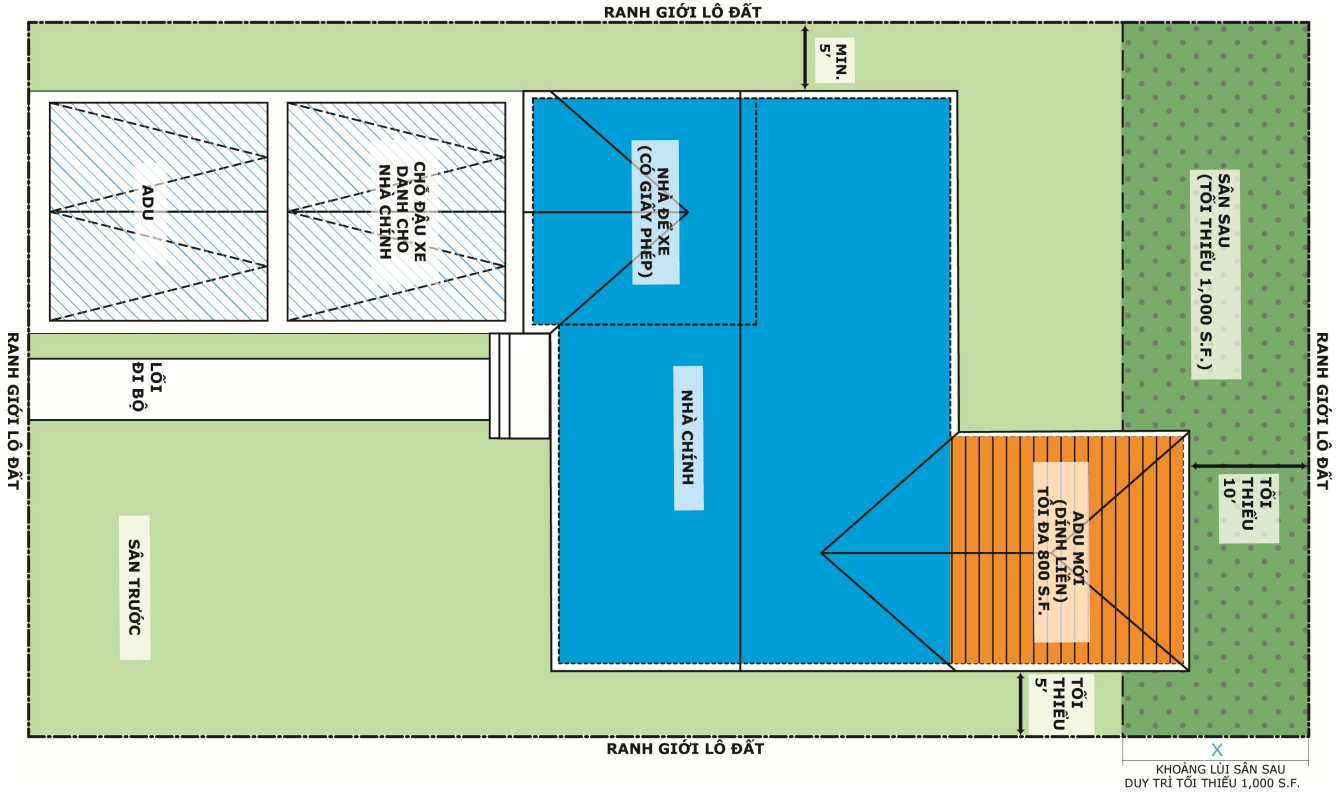 RANH GIỚI LÔ ĐẤT
MIN.
5'
SÂN SAU
(TỐI THIỂU 1,000 S.F.)
NHÀ ĐỂ XE
(CÓ GIẤY PHÉP)
CHỖ ĐẬU XE
DÀNH CHO
NHÀ CHÍNH
ADU
RANH GIỚI LÔ ĐẤT
RANH GIỚI LÔ ĐẤT
LỐI
ĐI BỘ
NHÀ CHÍNH
ADU MỚI
(DÍNH LIỀN)
TỐI ĐA 800 S.F.
TỐI
THIỂU
10'
SÂN TRƯỚC
TỐI
THIỂU
5'
RANH GIỚI LÔ ĐẤT
X
KHOẢNG LÙI SÂN SAU
DUY TRÌ TỐI THIỂU 1,000 S.F.